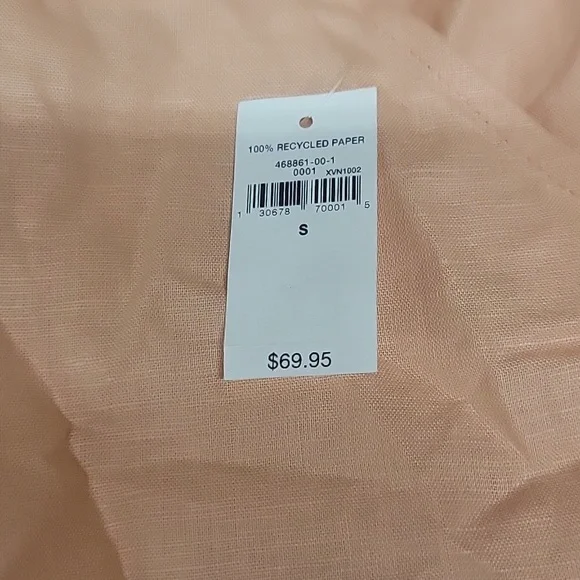 100% RECYCLED PAPER
468861-00-1
0001 XVN1002
1 30678 70001 5
S
$69.95